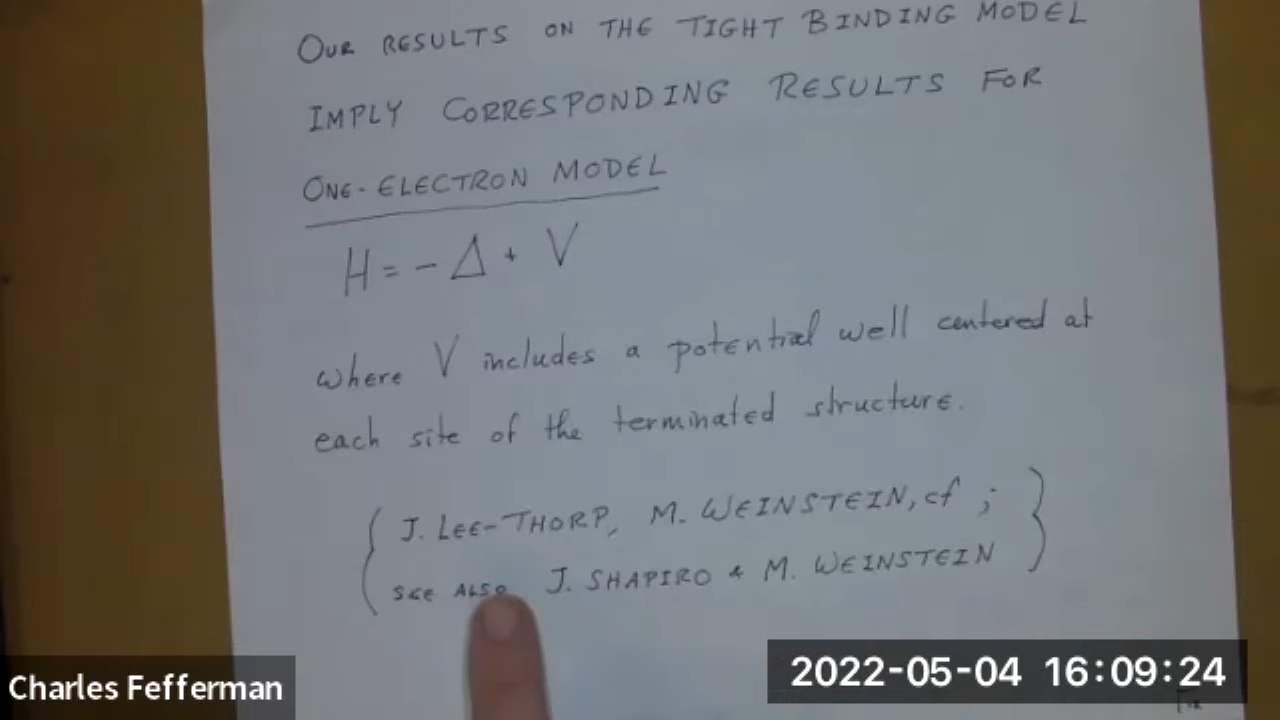 OUR RESULTS ON THE TIGHT BINDING MODEL
IMPLY CORRESPONDING RESULTS FOR
ONE-ELECTRON MODEL
H = - Δ + V
where V includes a potential well centered at
each site of the terminated structure.
{ J. LEE-THORP, M. WEINSTEIN, cf ;
SEE ALSO J. SHAPIRO & M. WEINSTEIN }
Charles Fefferman
2022-05-04 16:09:24